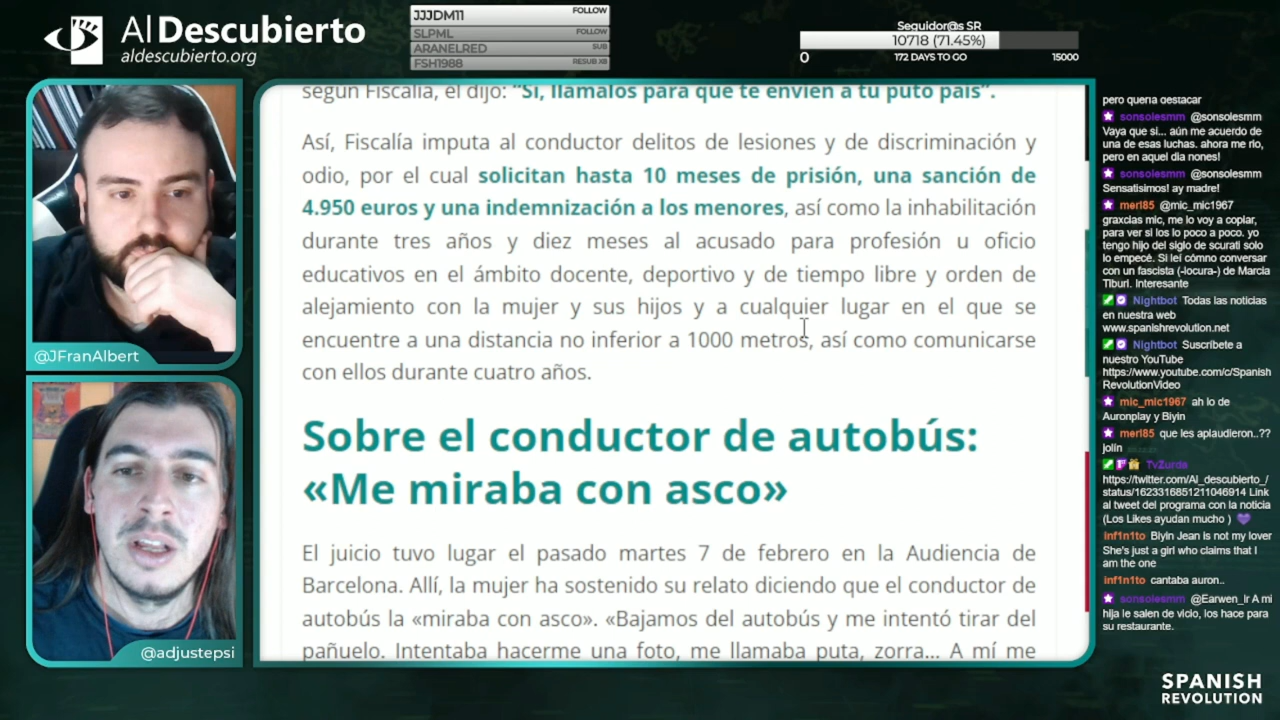 Al Descubierto
aldescubierto.org
JJJDM11 FOLLOW
SLPML FOLLOW
ARANELRED SUB
FSH1988 RESUB X8
Seguidor@s SR
10718 (71.45%)
0 172 DAYS TO GO 15000
@JFranAlbert
@adjustepsi
según Fiscalía, él dijo: “Sí, llámalos para que te envíen a tu puto país”.
Así, Fiscalía imputa al conductor delitos de lesiones y de discriminación y
odio, por el cual solicitan hasta 10 meses de prisión, una sanción de
4.950 euros y una indemnización a los menores, así como la inhabilitación
durante tres años y diez meses al acusado para profesión u oficio
educativos en el ámbito docente, deportivo y de tiempo libre y orden de
alejamiento con la mujer y sus hijos y a cualquier lugar en el que se
encuentre a una distancia no inferior a 1000 metros, así como comunicarse
con ellos durante cuatro años.
Sobre el conductor de autobús:
«Me miraba con asco»
El juicio tuvo lugar el pasado martes 7 de febrero en la Audiencia de
Barcelona. Allí, la mujer ha sostenido su relato diciendo que el conductor de
autobús la «miraba con asco». «Bajamos del autobús y me intentó tirar del
pañuelo. Intentaba hacerme una foto, me llamaba puta, zorra… A mí me
pero quería destacar
sonsolesmm @sonsolesmm
Vaya que si... aún me acuerdo de
una de esas luchas. ahora me río,
pero en aquel dia nones!
sonsolesmm @sonsolesmm
Sensatisimos! ay madre!
merl85 @mic_mic1967
graxcias mic, me lo voy a copiar,
para ver si los lo poco a poco. yo
tengo hijo del siglo de scurati solo
lo empecé. Si leí cómno conversar
con un fascista (-locura-) de Marcia
Tiburi. Interesante
Nightbot Todas las noticias
en nuestra web
www.spanishrevolution.net
Nightbot Suscríbete a
nuestro YouTube
https://www.youtube.com/c/Spanish
RevolutionVideo
mic_mic1967 ah lo de
Auronplay y Biyin
merl85 que les aplaudieron..??
jolín
TvZurda
https://twitter.com/Al_descubierto_/
status/1623316851211046914 Link
al tweet del programa con la noticia
(Los Likes ayudan mucho )
inf1n1to Biyin Jean is not my lover
She's just a girl who claims that I
am the one
inf1n1to cantaba auron..
sonsolesmm @Earwen_lr A mi
hija le salen de vicio, los hace para
su restaurante.
SPANISH
REVOLUTION